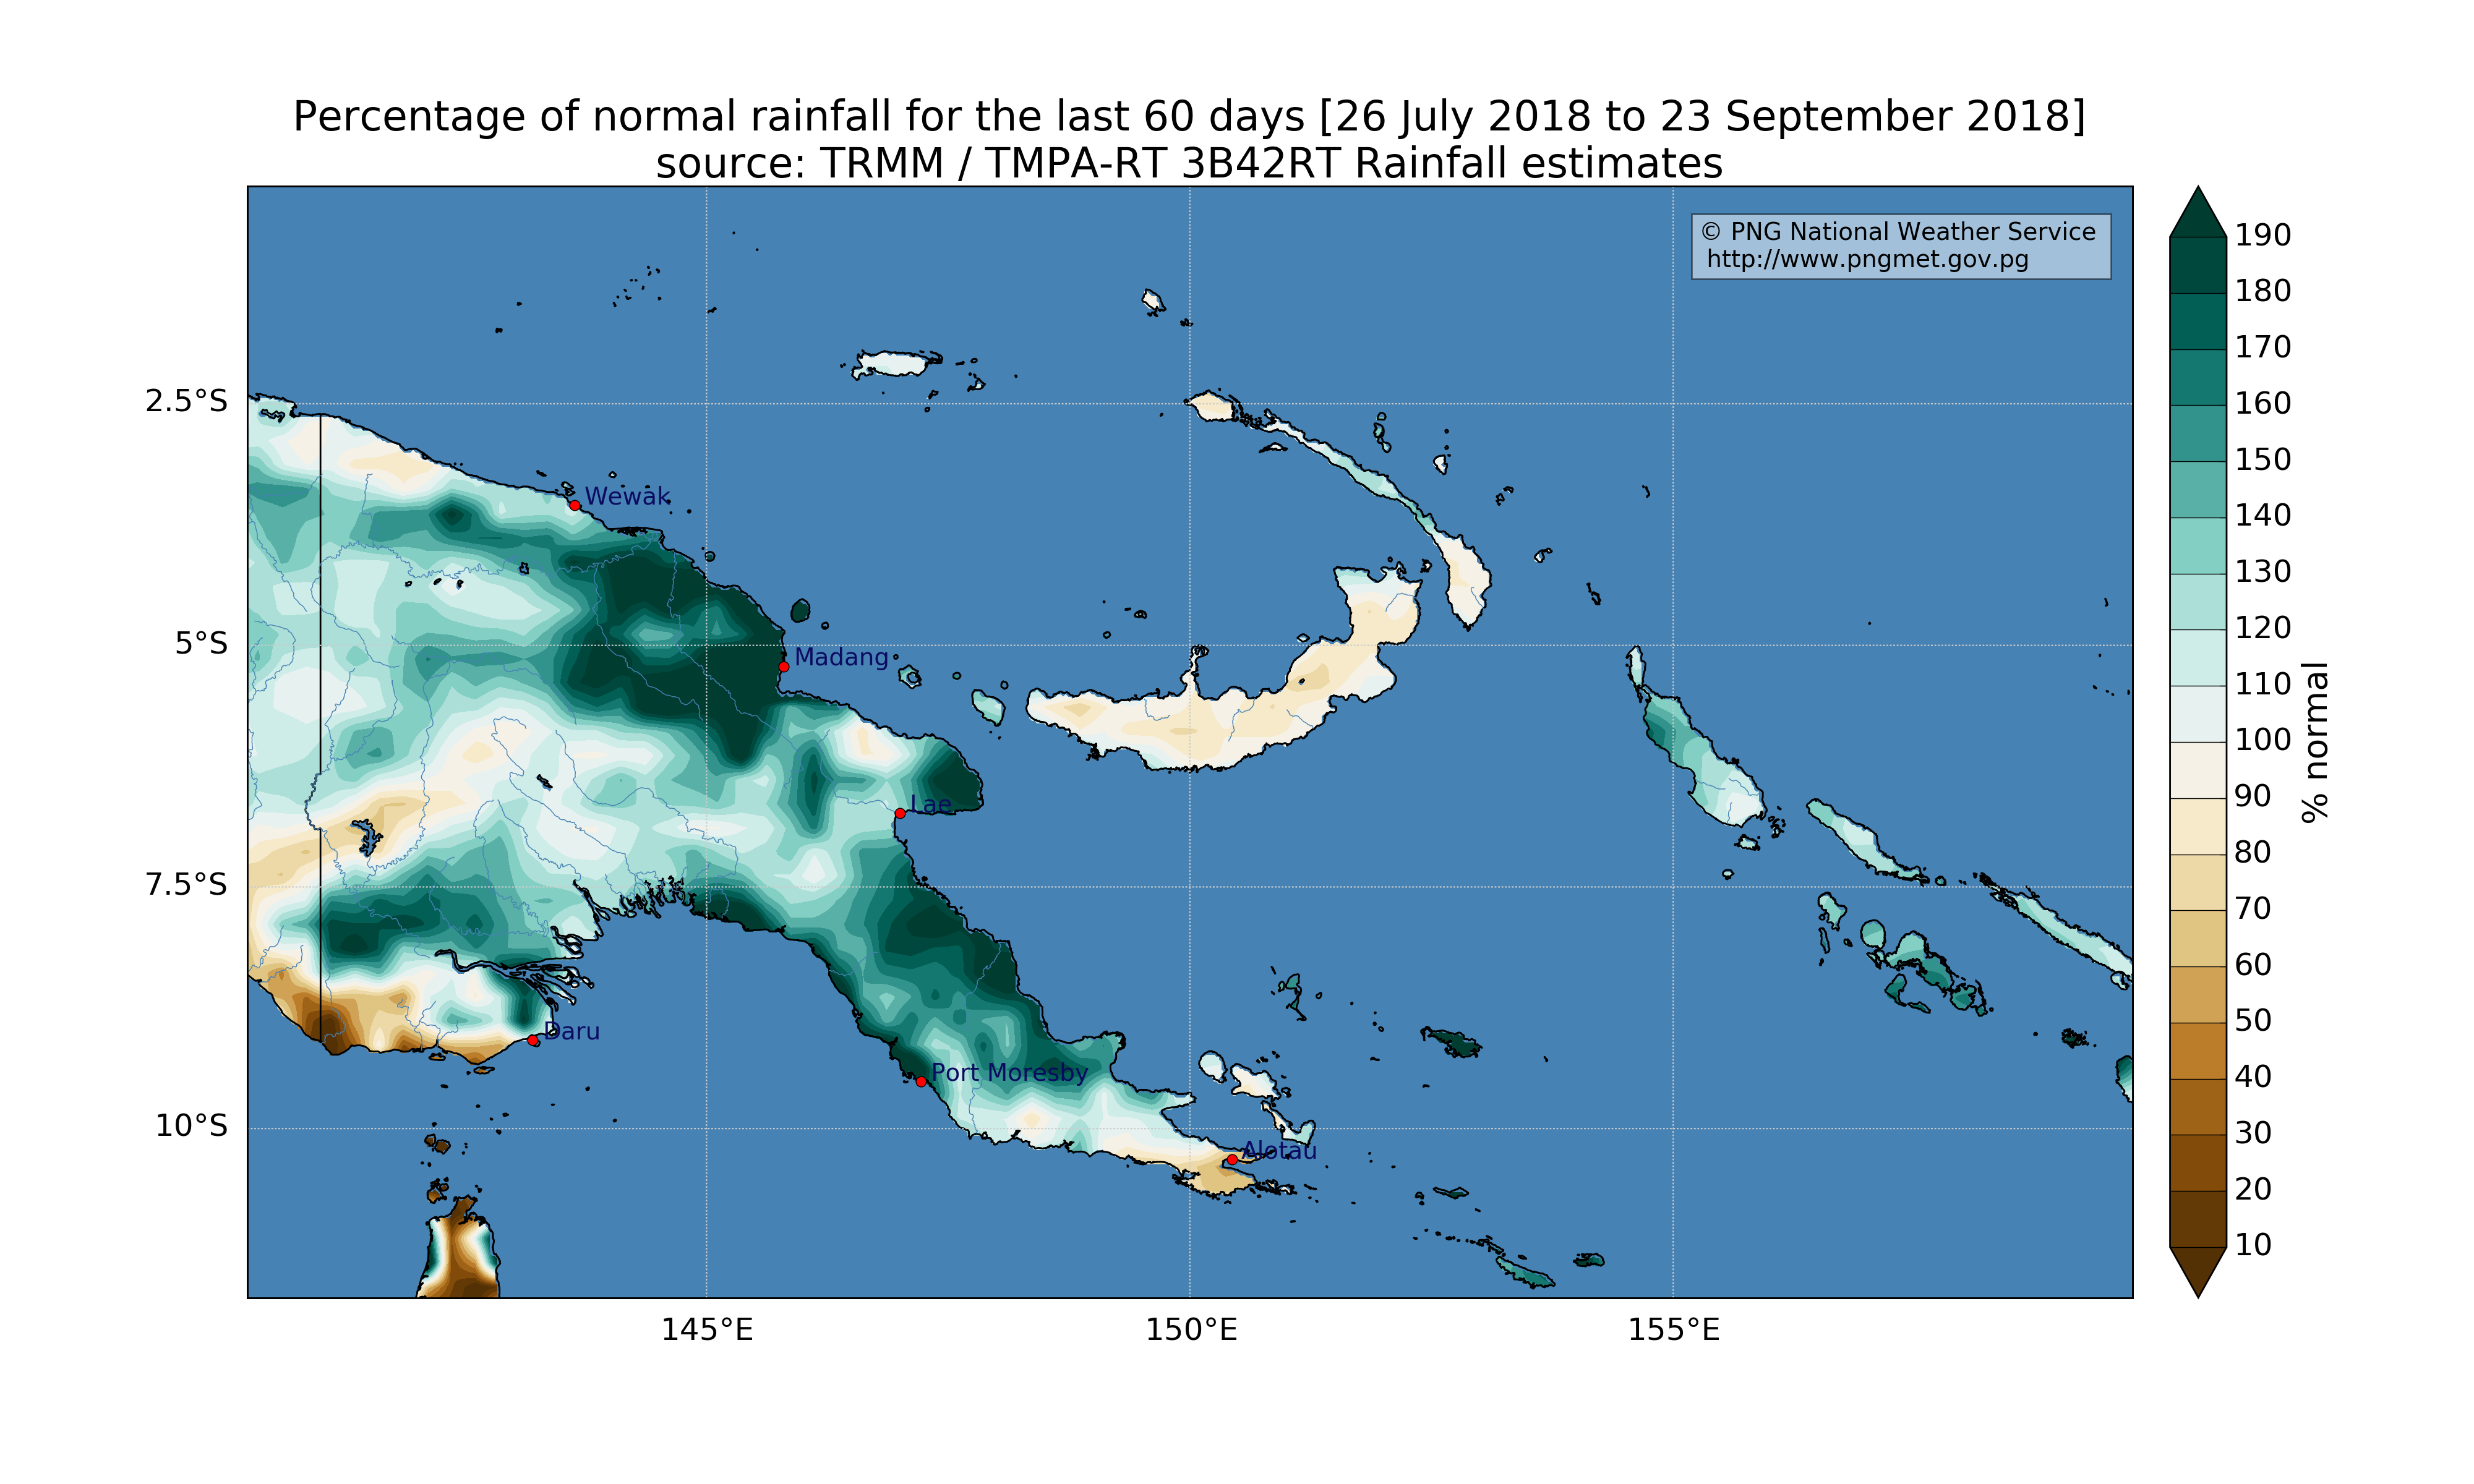 Percentage of normal rainfall for the last 60 days [26 July 2018 to 23 September 2018]
source: TRMM / TMPA-RT 3B42RT Rainfall estimates
© PNG National Weather Service
http://www.pngmet.gov.pg
190
180
170
160
150
140
130
120
110
100
90
80
70
60
50
40
30
20
10
% normal
2.5°S
5°S
7.5°S
10°S
Wewak
Madang
Lae
Daru
Port Moresby
Alotau
145°E
150°E
155°E